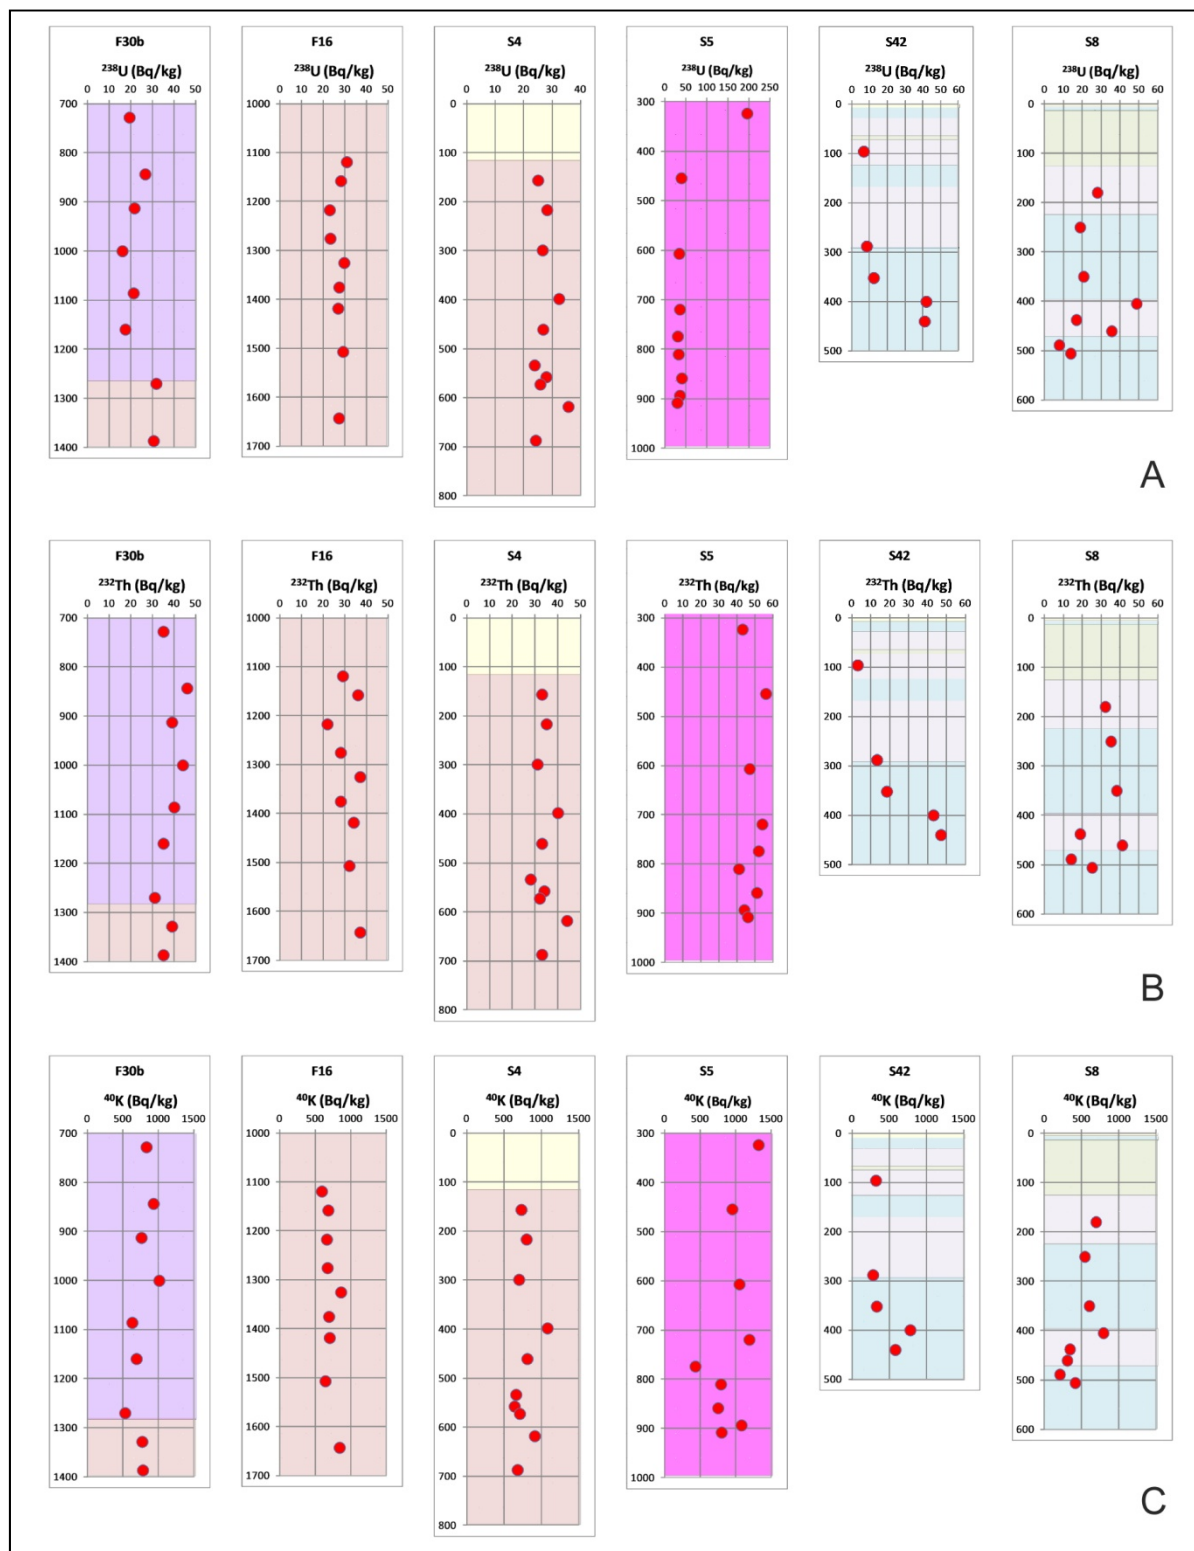 F30b
²³⁸U (Bq/kg)
0 10 20 30 40 50
700
800
900
1000
1100
1200
1300
1400
F16
²³⁸U (Bq/kg)
0 10 20 30 40 50
1000
1100
1200
1300
1400
1500
1600
1700
S4
²³⁸U (Bq/kg)
0 10 20 30 40
0
100
200
300
400
500
600
700
800
S5
²³⁸U (Bq/kg)
0 50 100 150 200 250
300
400
500
600
700
800
900
1000
S42
²³⁸U (Bq/kg)
0 10 20 30 40 50 60
0
100
200
300
400
500
S8
²³⁸U (Bq/kg)
0 10 20 30 40 50 60
0
100
200
300
400
500
600
A
F30b
²³²Th (Bq/kg)
0 10 20 30 40 50
700
800
900
1000
1100
1200
1300
1400
F16
²³²Th (Bq/kg)
0 10 20 30 40 50
1000
1100
1200
1300
1400
1500
1600
1700
S4
²³²Th (Bq/kg)
0 10 20 30 40 50
0
100
200
300
400
500
600
700
800
S5
²³²Th (Bq/kg)
0 10 20 30 40 50 60
300
400
500
600
700
800
900
1000
S42
²³²Th (Bq/kg)
0 10 20 30 40 50 60
0
100
200
300
400
500
S8
²³²Th (Bq/kg)
0 10 20 30 40 50 60
0
100
200
300
400
500
600
B
F30b
⁴⁰K (Bq/kg)
0 500 1000 1500
700
800
900
1000
1100
1200
1300
1400
F16
⁴⁰K (Bq/kg)
0 500 1000 1500
1000
1100
1200
1300
1400
1500
1600
1700
S4
⁴⁰K (Bq/kg)
0 500 1000 1500
0
100
200
300
400
500
600
700
800
S5
⁴⁰K (Bq/kg)
0 500 1000 1500
300
400
500
600
700
800
900
1000
S42
⁴⁰K (Bq/kg)
0 500 1000 1500
0
100
200
300
400
500
S8
⁴⁰K (Bq/kg)
0 500 1000 1500
0
100
200
300
400
500
600
C